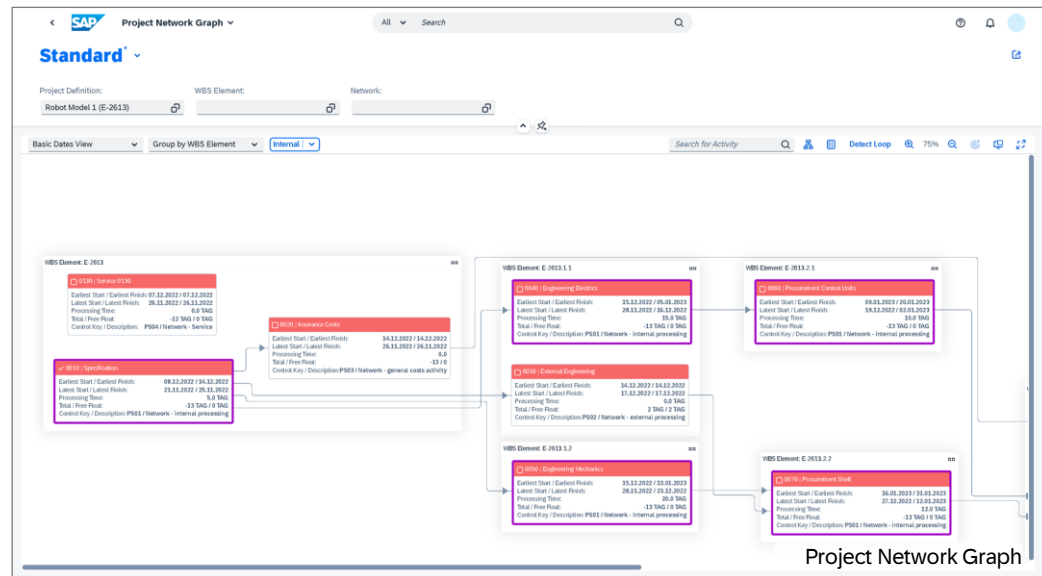 SAP Project Network Graph
All Search
Standard*
Project Definition: WBS Element: Network:
Robot Model 1 (E-2613)
Basic Dates View Group by WBS Element Internal Search for Activity Detect Loop 75%
WBS Element: E-2613
0130 | Service 0130
Earliest Start / Earliest Finish: 07.12.2022 / 07.12.2022
Latest Start / Latest Finish: 26.11.2022 / 26.11.2022
Processing Time: 0.0 TAG
Total / Free Float: -12 TAG / 0 TAG
Control Key / Description: PS04 / Network - Service
0020 | Insurance Costs
Earliest Start / Earliest Finish: 14.12.2022 / 14.12.2022
Latest Start / Latest Finish: 26.11.2022 / 26.11.2022
Processing Time: 0.0
Total / Free Float: -13 / 0
Control Key / Description: PS03 / Network - general costs activity
0010 | Specification
Earliest Start / Earliest Finish: 08.12.2022 / 14.12.2022
Latest Start / Latest Finish: 21.11.2022 / 25.11.2022
Processing Time: 5.0 TAG
Total / Free Float: -13 TAG / 0 TAG
Control Key / Description: PS01 / Network - internal processing
WBS Element: E-2613.1.1
0040 | Engineering Electrics
Earliest Start / Earliest Finish: 15.12.2022 / 05.01.2023
Latest Start / Latest Finish: 28.11.2022 / 16.12.2022
Processing Time: 15.0 TAG
Total / Free Float: -13 TAG / 0 TAG
Control Key / Description: PS01 / Network - internal processing
0030 | External Engineering
Earliest Start / Earliest Finish: 14.12.2022 / 14.12.2022
Latest Start / Latest Finish: 17.12.2022 / 17.12.2022
Processing Time: 0.0 TAG
Total / Free Float: 2 TAG / 2 TAG
Control Key / Description: PS02 / Network - external processing
WBS Element: E-2613.1.2
0050 | Engineering Mechanics
Earliest Start / Earliest Finish: 15.12.2022 / 13.01.2023
Latest Start / Latest Finish: 28.11.2022 / 23.12.2022
Processing Time: 20.0 TAG
Total / Free Float: -13 TAG / 0 TAG
Control Key / Description: PS01 / Network - internal processing
WBS Element: E-2613.2.1
0060 | Procurement Control Units
Earliest Start / Earliest Finish: 09.01.2023 / 20.01.2023
Latest Start / Latest Finish: 19.12.2022 / 02.01.2023
Processing Time: 10.0 TAG
Total / Free Float: -13 TAG / 0 TAG
Control Key / Description: PS01 / Network - internal processing
WBS Element: E-2613.2.2
0070 | Procurement Shell
Earliest Start / Earliest Finish: 16.01.2023 / 31.01.2023
Latest Start / Latest Finish: 27.12.2022 / 12.01.2023
Processing Time: 12.0 TAG
Total / Free Float: -13 TAG / 0 TAG
Control Key / Description: PS01 / Network - internal processing
Project Network Graph